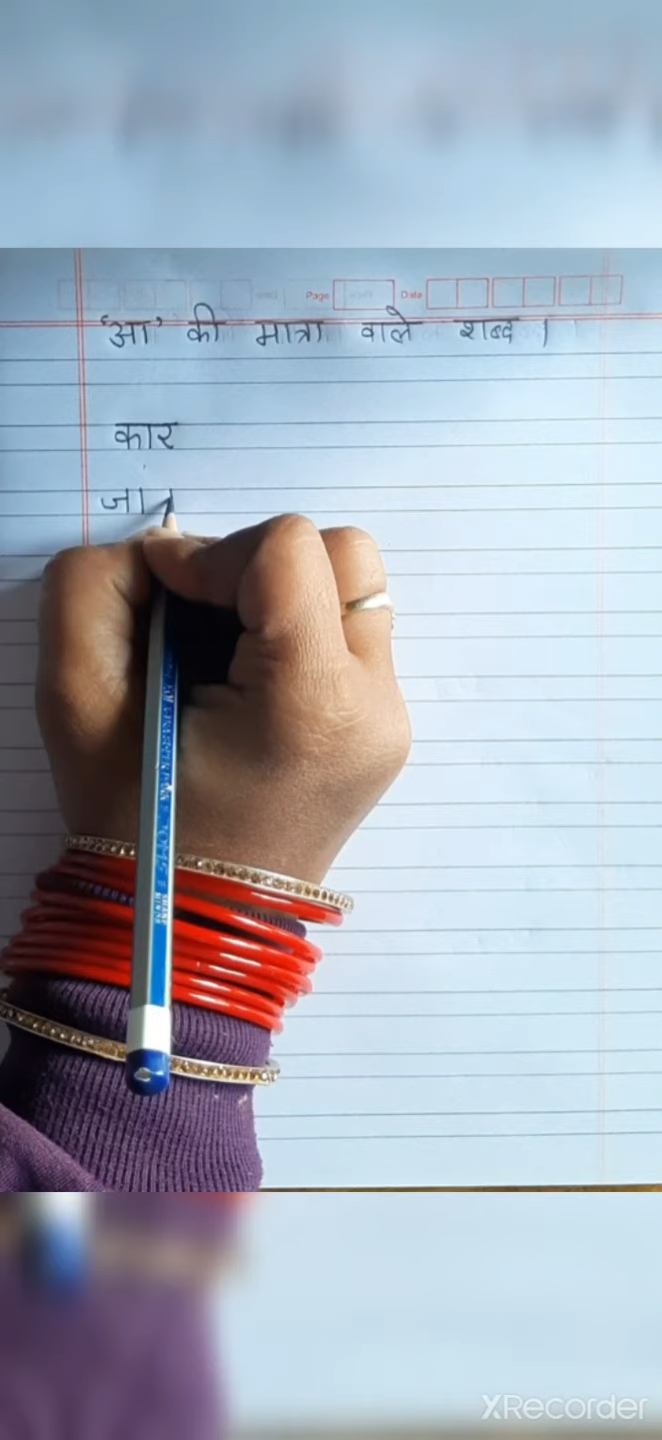 Page Date
'आ' की मात्रा वाले शब्द।
कार
जा
XRecorder